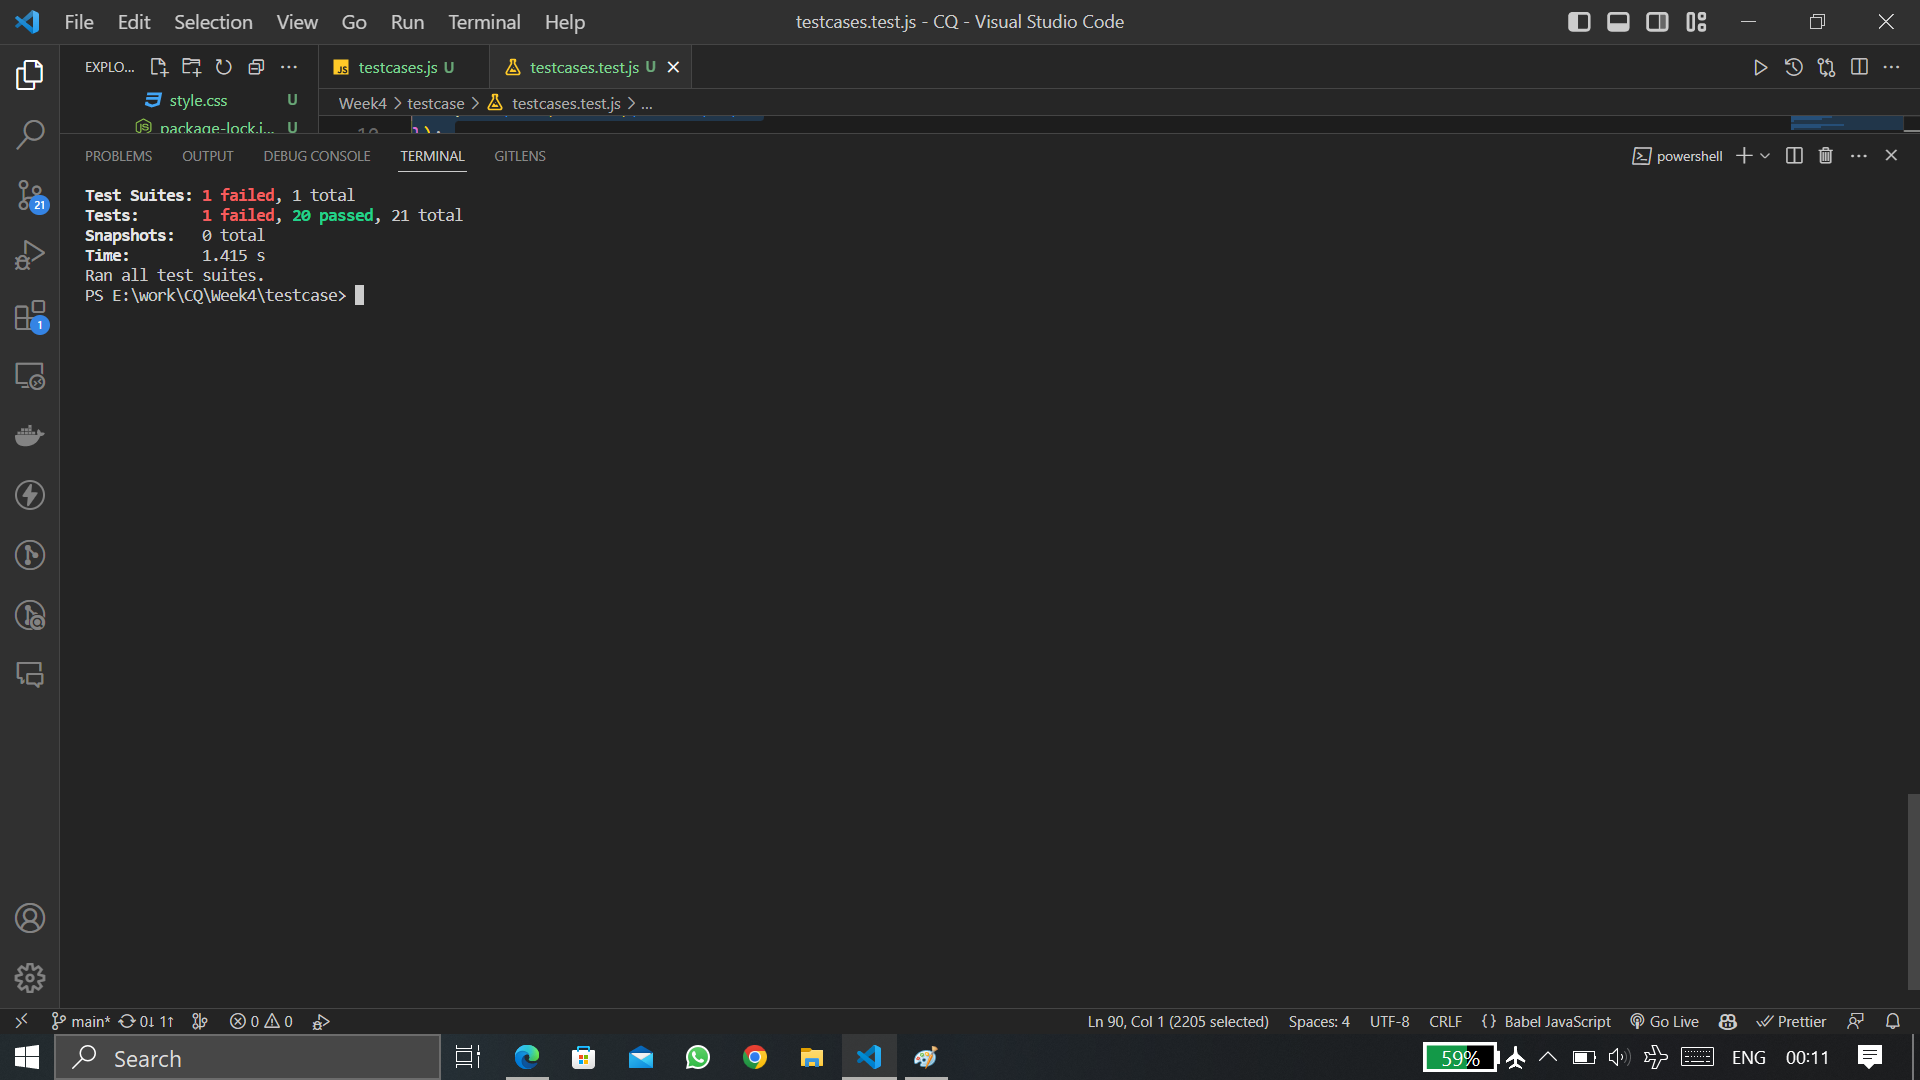 File Edit Selection View Go Run Terminal Help
testcases.test.js - CQ - Visual Studio Code
EXPLO...
testcases.js U
testcases.test.js U
style.css U
Week4 > testcase > testcases.test.js > ...
package-lock.j... U
10 });
PROBLEMS OUTPUT DEBUG CONSOLE TERMINAL GITLENS
powershell
Test Suites: 1 failed, 1 total
Tests: 1 failed, 20 passed, 21 total
Snapshots: 0 total
Time: 1.415 s
Ran all test suites.
PS E:\work\CQ\Week4\testcase>
21
1
main* 0↓ 1↑ 0 0
Ln 90, Col 1 (2205 selected) Spaces: 4 UTF-8 CRLF {} Babel JavaScript Go Live Prettier
Search
59% ENG 00:11